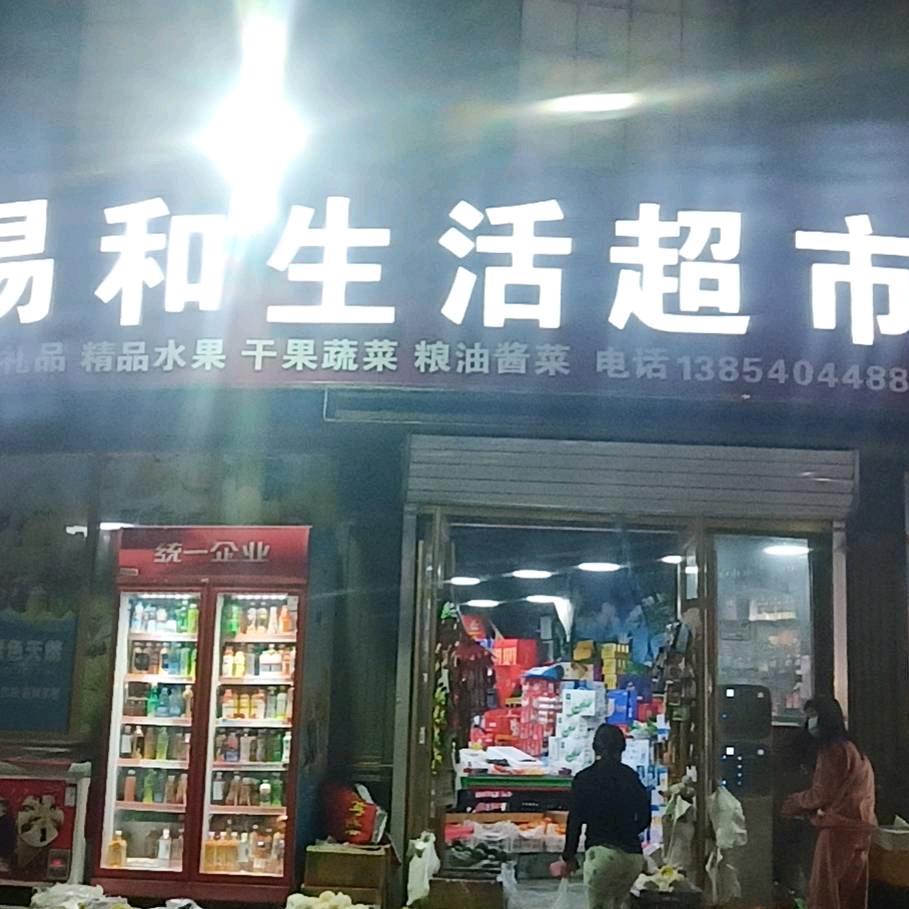 易和生活超市
礼品 精品水果 干果蔬菜 粮油酱菜 电话1385404488
统一企业